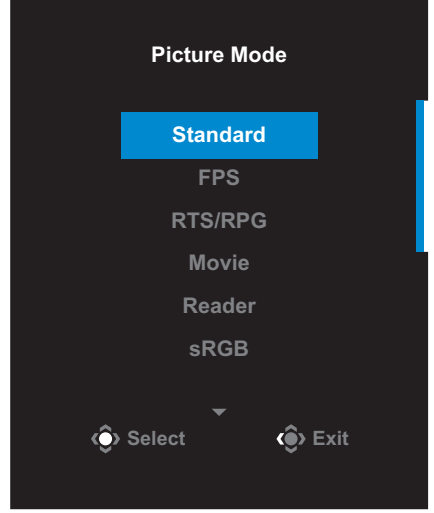 Picture Mode
Standard
FPS
RTS/RPG
Movie
Reader
sRGB
Select Exit